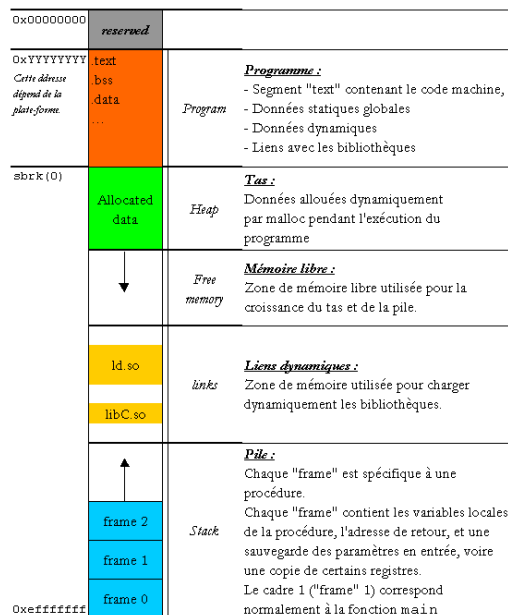 0x00000000
reserved
0xYYYYYYYY
Cette ddresse
dépend de la
plate-forme.
.text
.bss
.data
...
Program
Programme :
- Segment "text" contenant le code machine,
- Données statiques globales
- Données dynamiques
- Liens avec les bibliothèques
sbrk(0)
Allocated
data
Heap
Tas :
Données allouées dynamiquement
par malloc pendant l'exécution du
programme
Free
memory
Mémoire libre :
Zone de mémoire libre utilisée pour la
croissance du tas et de la pile.
ld.so
libC.so
links
Liens dynamiques :
Zone de mémoire utilisée pour charger
dynamiquement les bibliothèques.
frame 2
frame 1
frame 0
Stack
Pile :
Chaque "frame" est spécifique à une
procédure.
Chaque "frame" contient les variables locales
de la procédure, l'adresse de retour, et une
sauvegarde des paramètres en entrée, voire
une copie de certains registres.
Le cadre 1 ("frame" 1) correspond
normalement à la fonction main
0xefffffff